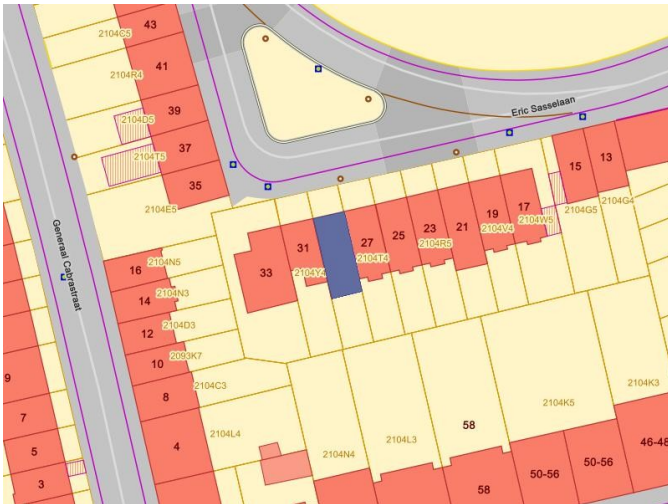 43
2104C5
41
2104R4
39
2104D5
37
2104T5
35
2104E5
Eric Sasselaan
15
13
2104G4
2104G5
17
2104W5
19
2104V4
21
23
2104R5
25
27
2104T4
31
2104Y4
33
Generaal Cabrastraat
16
2104N5
14
2104N3
12
2104D3
10
2093K7
8
2104C3
4
2104L4
2104N4
2104L3
58
2104K5
2104K3
9
7
5
3
58
50-56
50-56
46-48